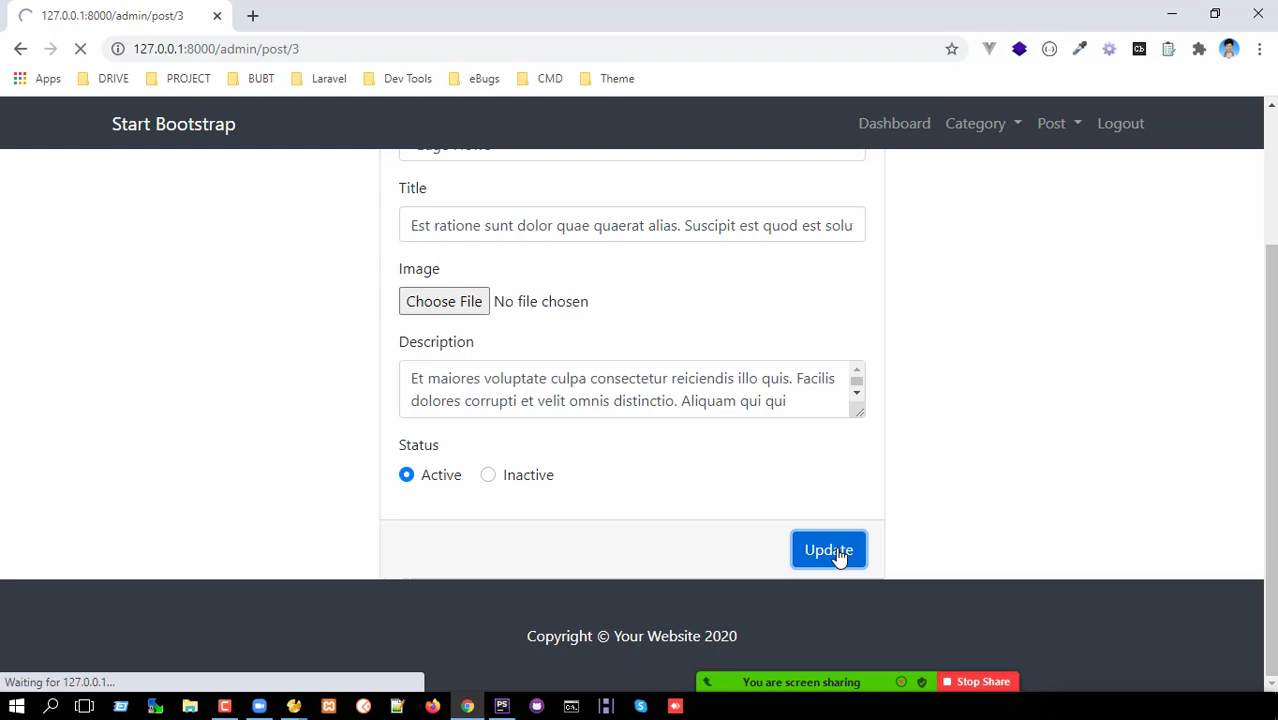 127.0.0.1:8000/admin/post/3
127.0.0.1:8000/admin/post/3
Apps DRIVE PROJECT BUBT Laravel Dev Tools eBugs CMD Theme
Start Bootstrap Dashboard Category Post Logout
Title
Est ratione sunt dolor quae quaerat alias. Suscipit est quod est solu
Image
Choose File No file chosen
Description
Et maiores voluptate culpa consectetur reiciendis illo quis. Facilis
dolores corrupti et velit omnis distinctio. Aliquam qui qui
Status
Active Inactive
Update
Copyright © Your Website 2020
Waiting for 127.0.0.1...
You are screen sharing Stop Share